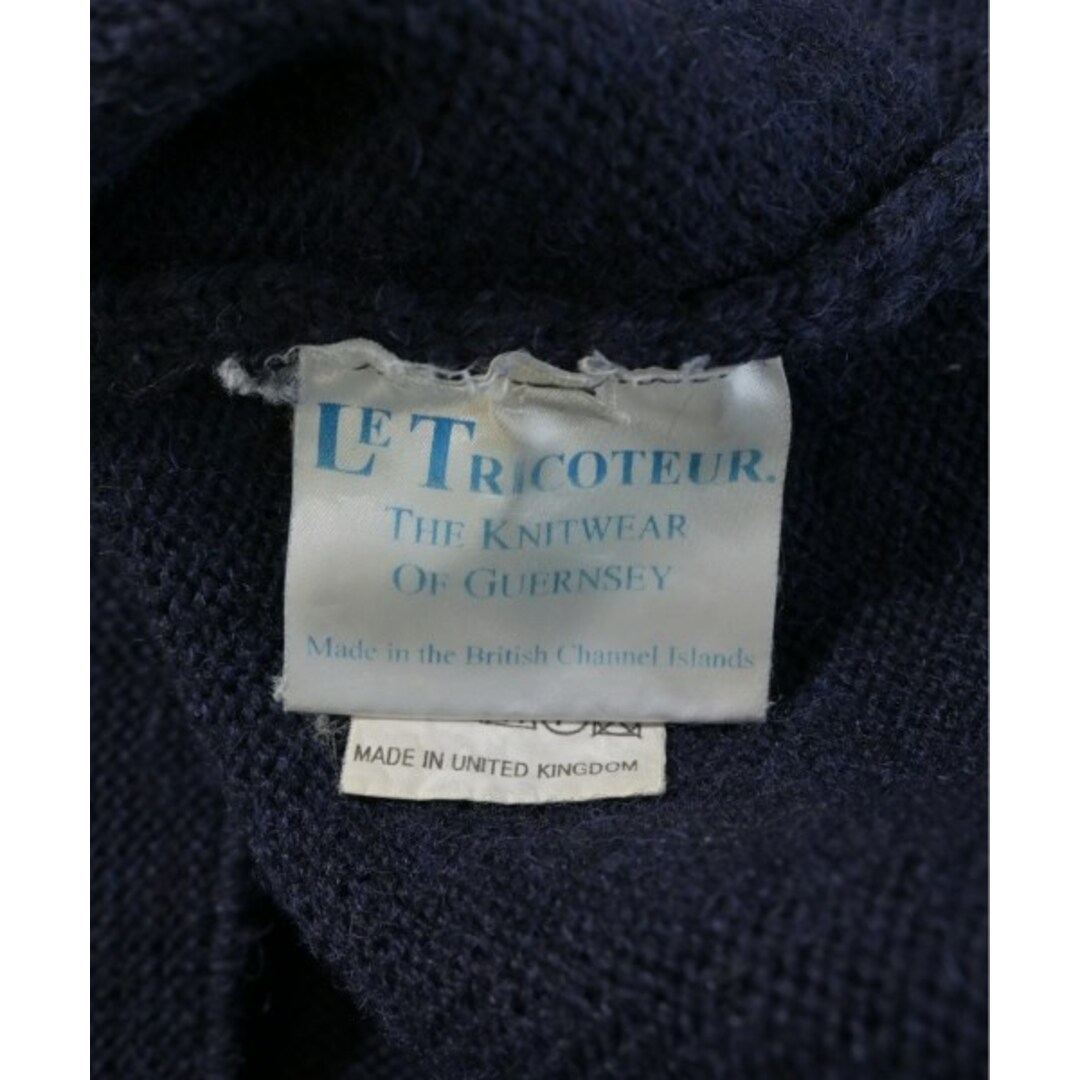 LE TRICOTEUR.
THE KNITWEAR
OF GUERNSEY
Made in the British Channel Islands
MADE IN UNITED KINGDOM